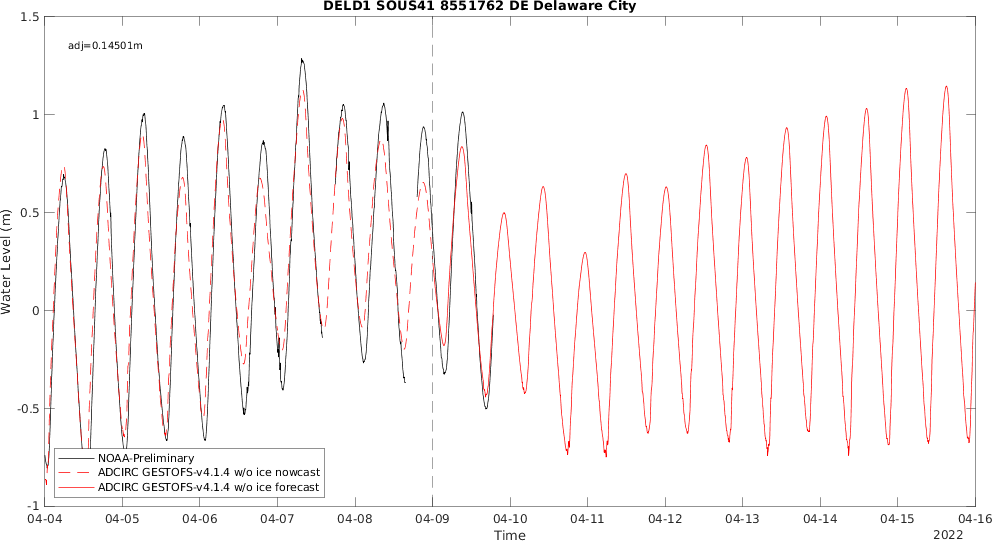 DELD1 SOUS41 8551762 DE Delaware City
adj=0.14501m
1.5
1
0.5
0
-0.5
-1
Water Level (m)
NOAA-Preliminary
ADCIRC GESTOFS-v4.1.4 w/o ice nowcast
ADCIRC GESTOFS-v4.1.4 w/o ice forecast
04-04 04-05 04-06 04-07 04-08 04-09 04-10 04-11 04-12 04-13 04-14 04-15 04-16
Time
2022